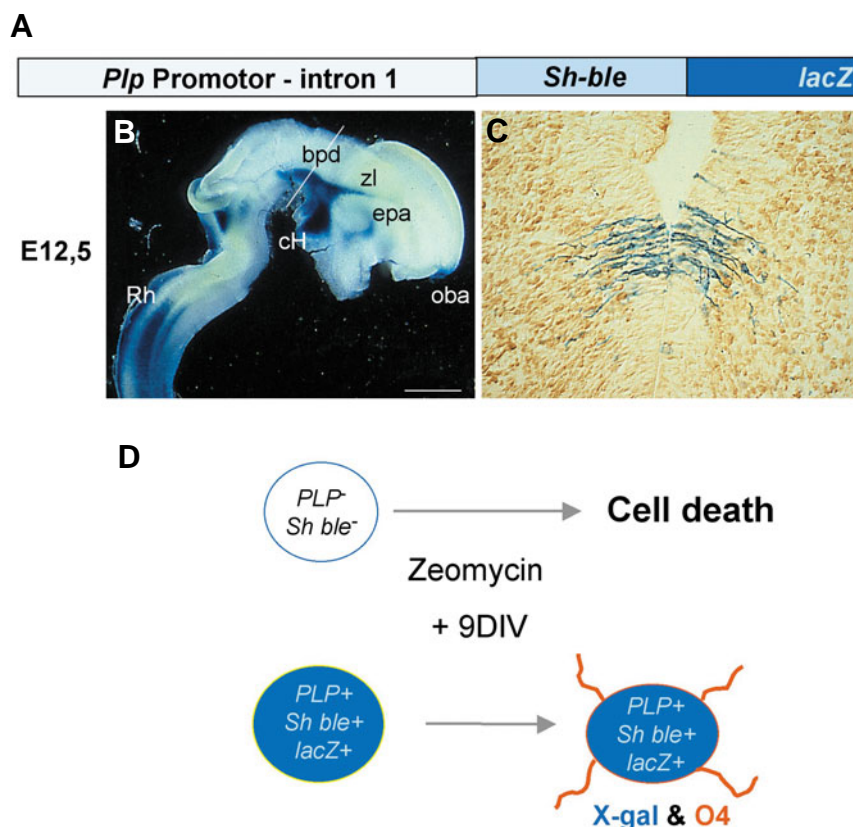 A
Plp Promotor - intron 1 Sh-ble lacZ
B
C
bpd
zl
epa
E12,5
cH
Rh
oba
D
PLP-
Sh ble-
Cell death
Zeomycin
+ 9DIV
PLP+
Sh ble+
lacZ+
PLP+
Sh ble+
lacZ+
X-gal & O4